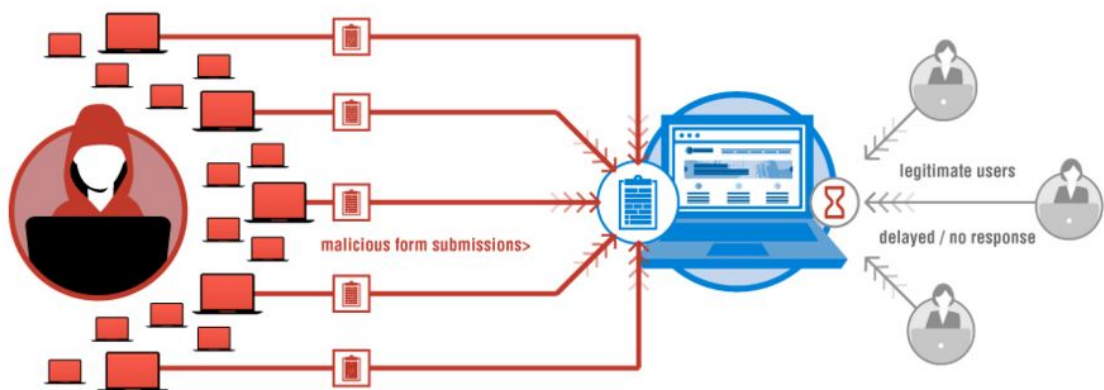 malicious form submissions>
legitimate users
delayed / no response